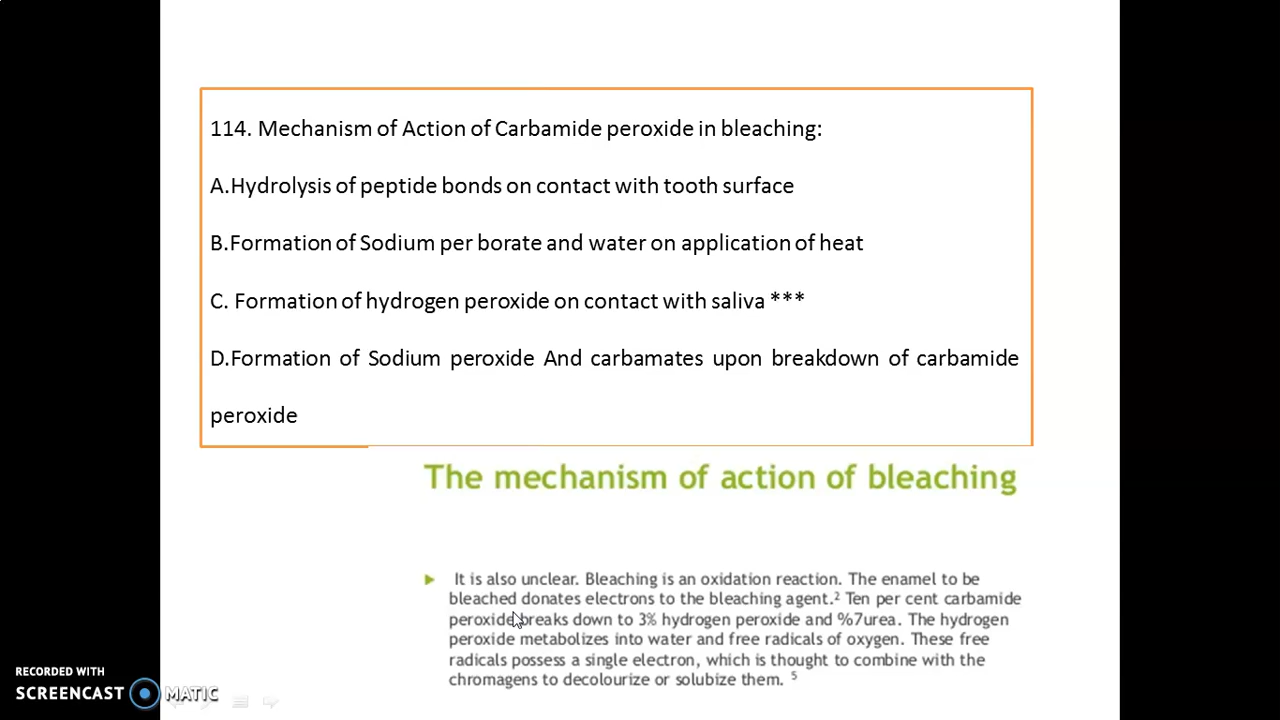 114. Mechanism of Action of Carbamide peroxide in bleaching:
A.Hydrolysis of peptide bonds on contact with tooth surface
B.Formation of Sodium per borate and water on application of heat
C. Formation of hydrogen peroxide on contact with saliva ***
D.Formation of Sodium peroxide And carbamates upon breakdown of carbamide
peroxide
The mechanism of action of bleaching
It is also unclear. Bleaching is an oxidation reaction. The enamel to be
bleached donates electrons to the bleaching agent.² Ten per cent carbamide
peroxide breaks down to 3% hydrogen peroxide and %7urea. The hydrogen
peroxide metabolizes into water and free radicals of oxygen. These free
radicals possess a single electron, which is thought to combine with the
chromagens to decolourize or solubize them. ⁵
RECORDED WITH
SCREENCAST MATIC